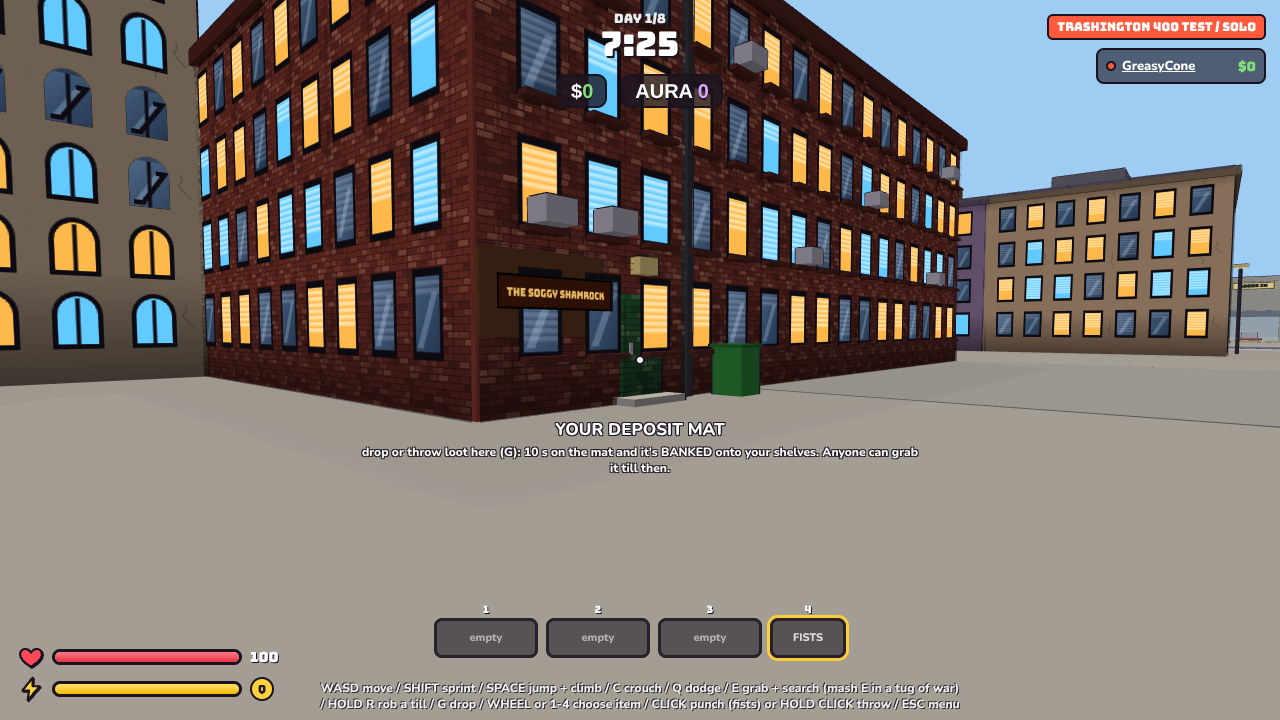 DAY 1/8
7:25
$0
AURA 0
TRASHINGTON 400 TEST / SOLO
GreasyCone $0
THE SOGGY SHAMROCK
YOUR DEPOSIT MAT
drop or throw loot here (G): 10 s on the mat and it's BANKED onto your shelves. Anyone can grab
it till then.
1 2 3 4
empty empty empty FISTS
100
0
WASD move / SHIFT sprint / SPACE jump + climb / C crouch / Q dodge / E grab + search (mash E in a tug of war)
/ HOLD R rob a till / G drop / WHEEL or 1-4 choose item / CLICK punch (fists) or HOLD CLICK throw / ESC menu